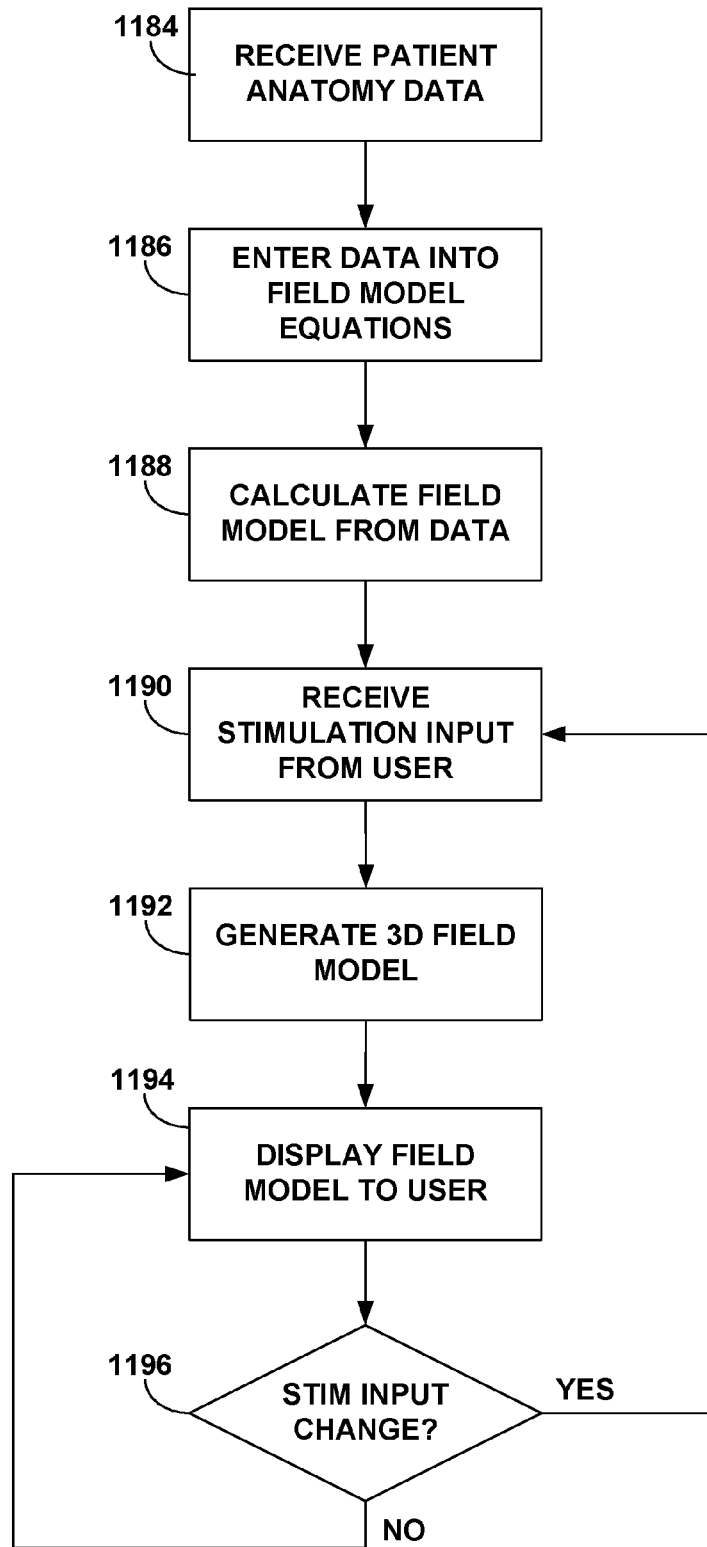 1184
RECEIVE PATIENT
ANATOMY DATA
1186
ENTER DATA INTO
FIELD MODEL
EQUATIONS
1188
CALCULATE FIELD
MODEL FROM DATA
1190
RECEIVE
STIMULATION INPUT
FROM USER
1192
GENERATE 3D FIELD
MODEL
1194
DISPLAY FIELD
MODEL TO USER
1196
STIM INPUT
CHANGE?
YES
NO